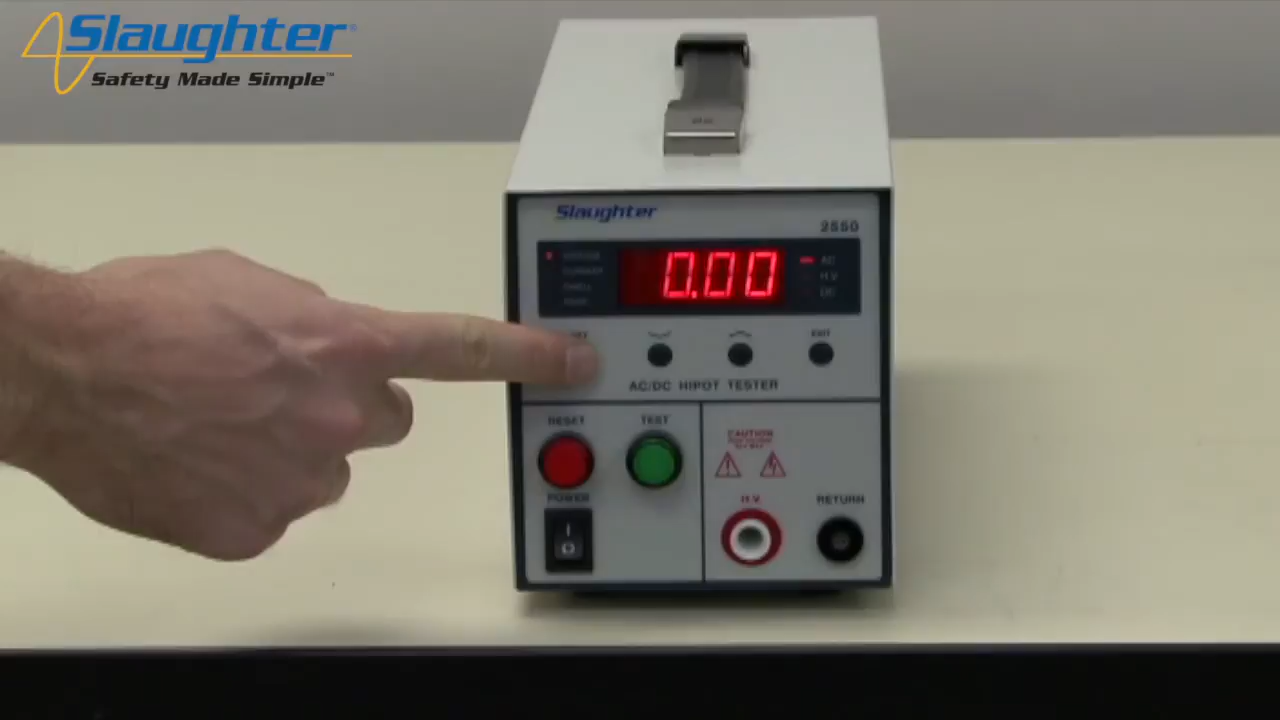 Slaughter®
Safety Made Simple™
Slaughter
2550
0.00
AC
H.V
DC
EXIT
AC/DC HIPOT TESTER
RESET
TEST
CAUTION
POWER
H.V.
RETURN
I
O